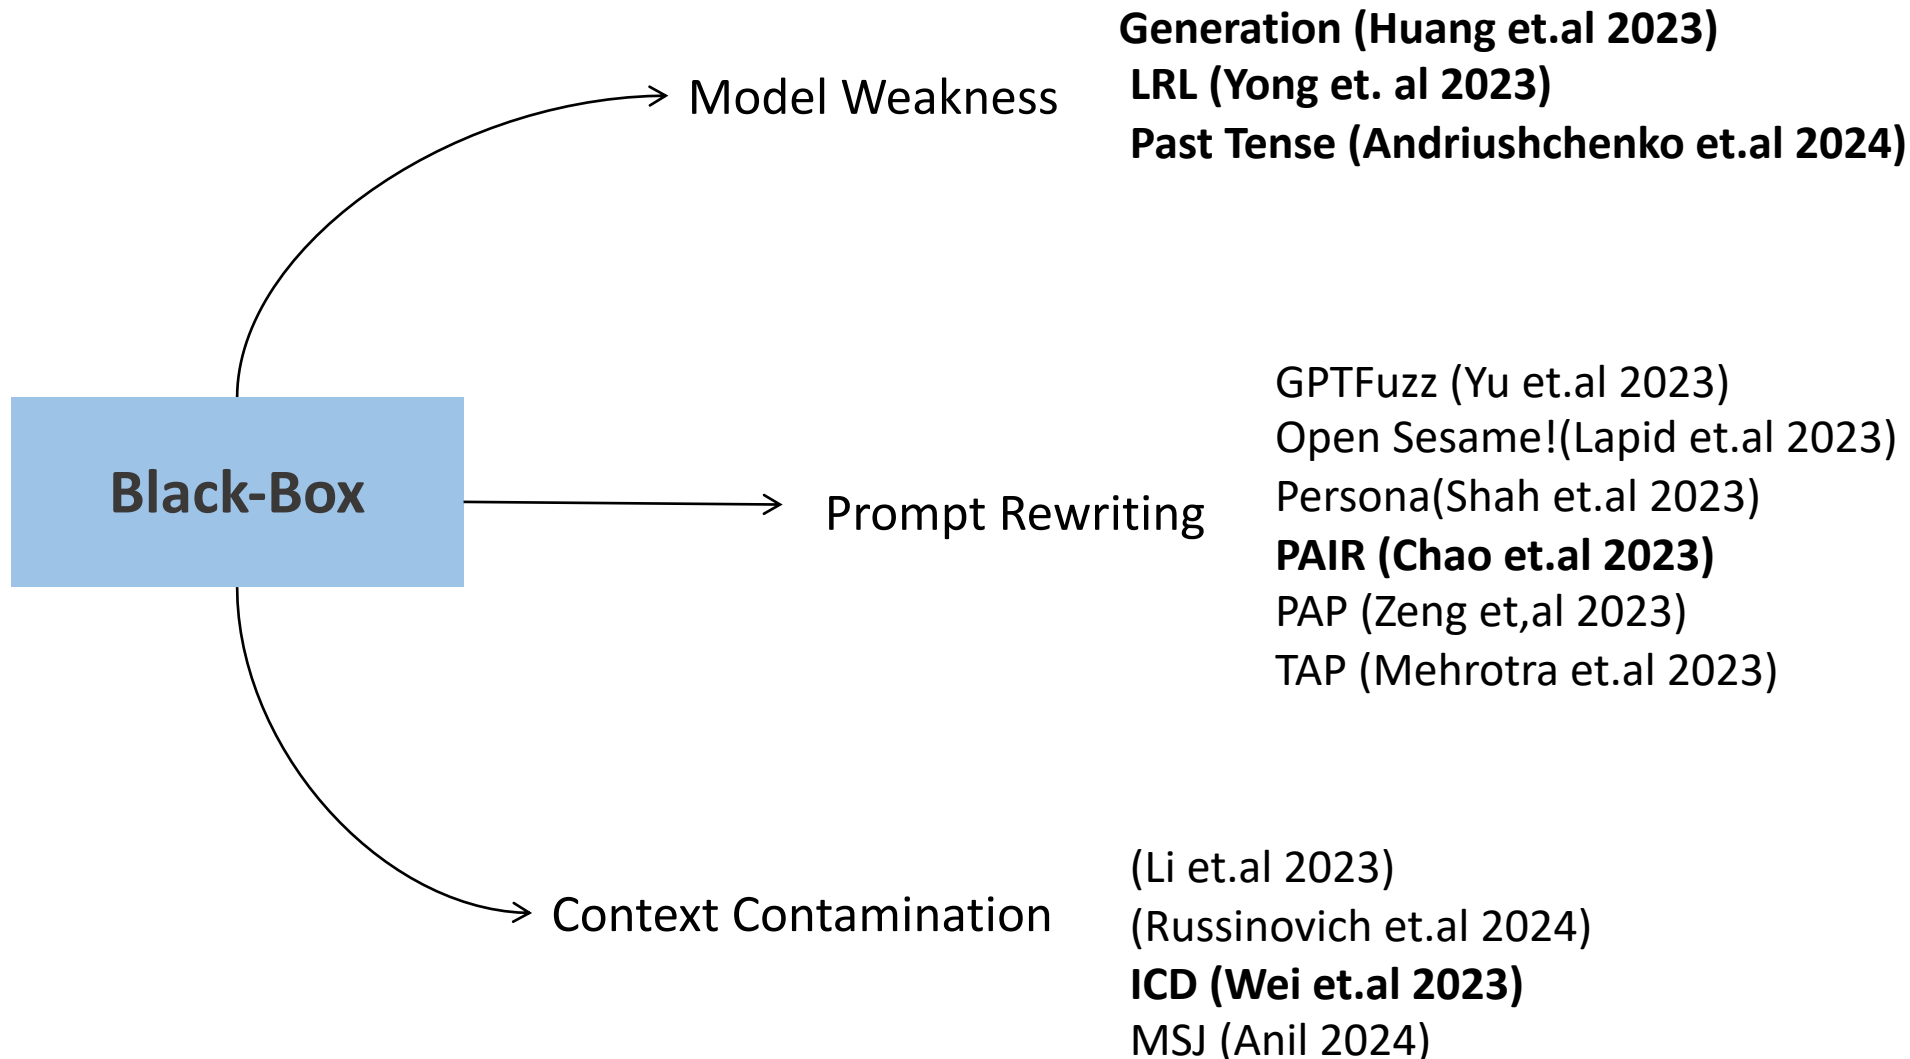 Generation (Huang et.al 2023)
LRL (Yong et. al 2023)
Past Tense (Andriushchenko et.al 2024)
Model Weakness
Black-Box
Prompt Rewriting
GPTFuzz (Yu et.al 2023)
Open Sesame!(Lapid et.al 2023)
Persona(Shah et.al 2023)
PAIR (Chao et.al 2023)
PAP (Zeng et,al 2023)
TAP (Mehrotra et.al 2023)
Context Contamination
(Li et.al 2023)
(Russinovich et.al 2024)
ICD (Wei et.al 2023)
MSJ (Anil 2024)